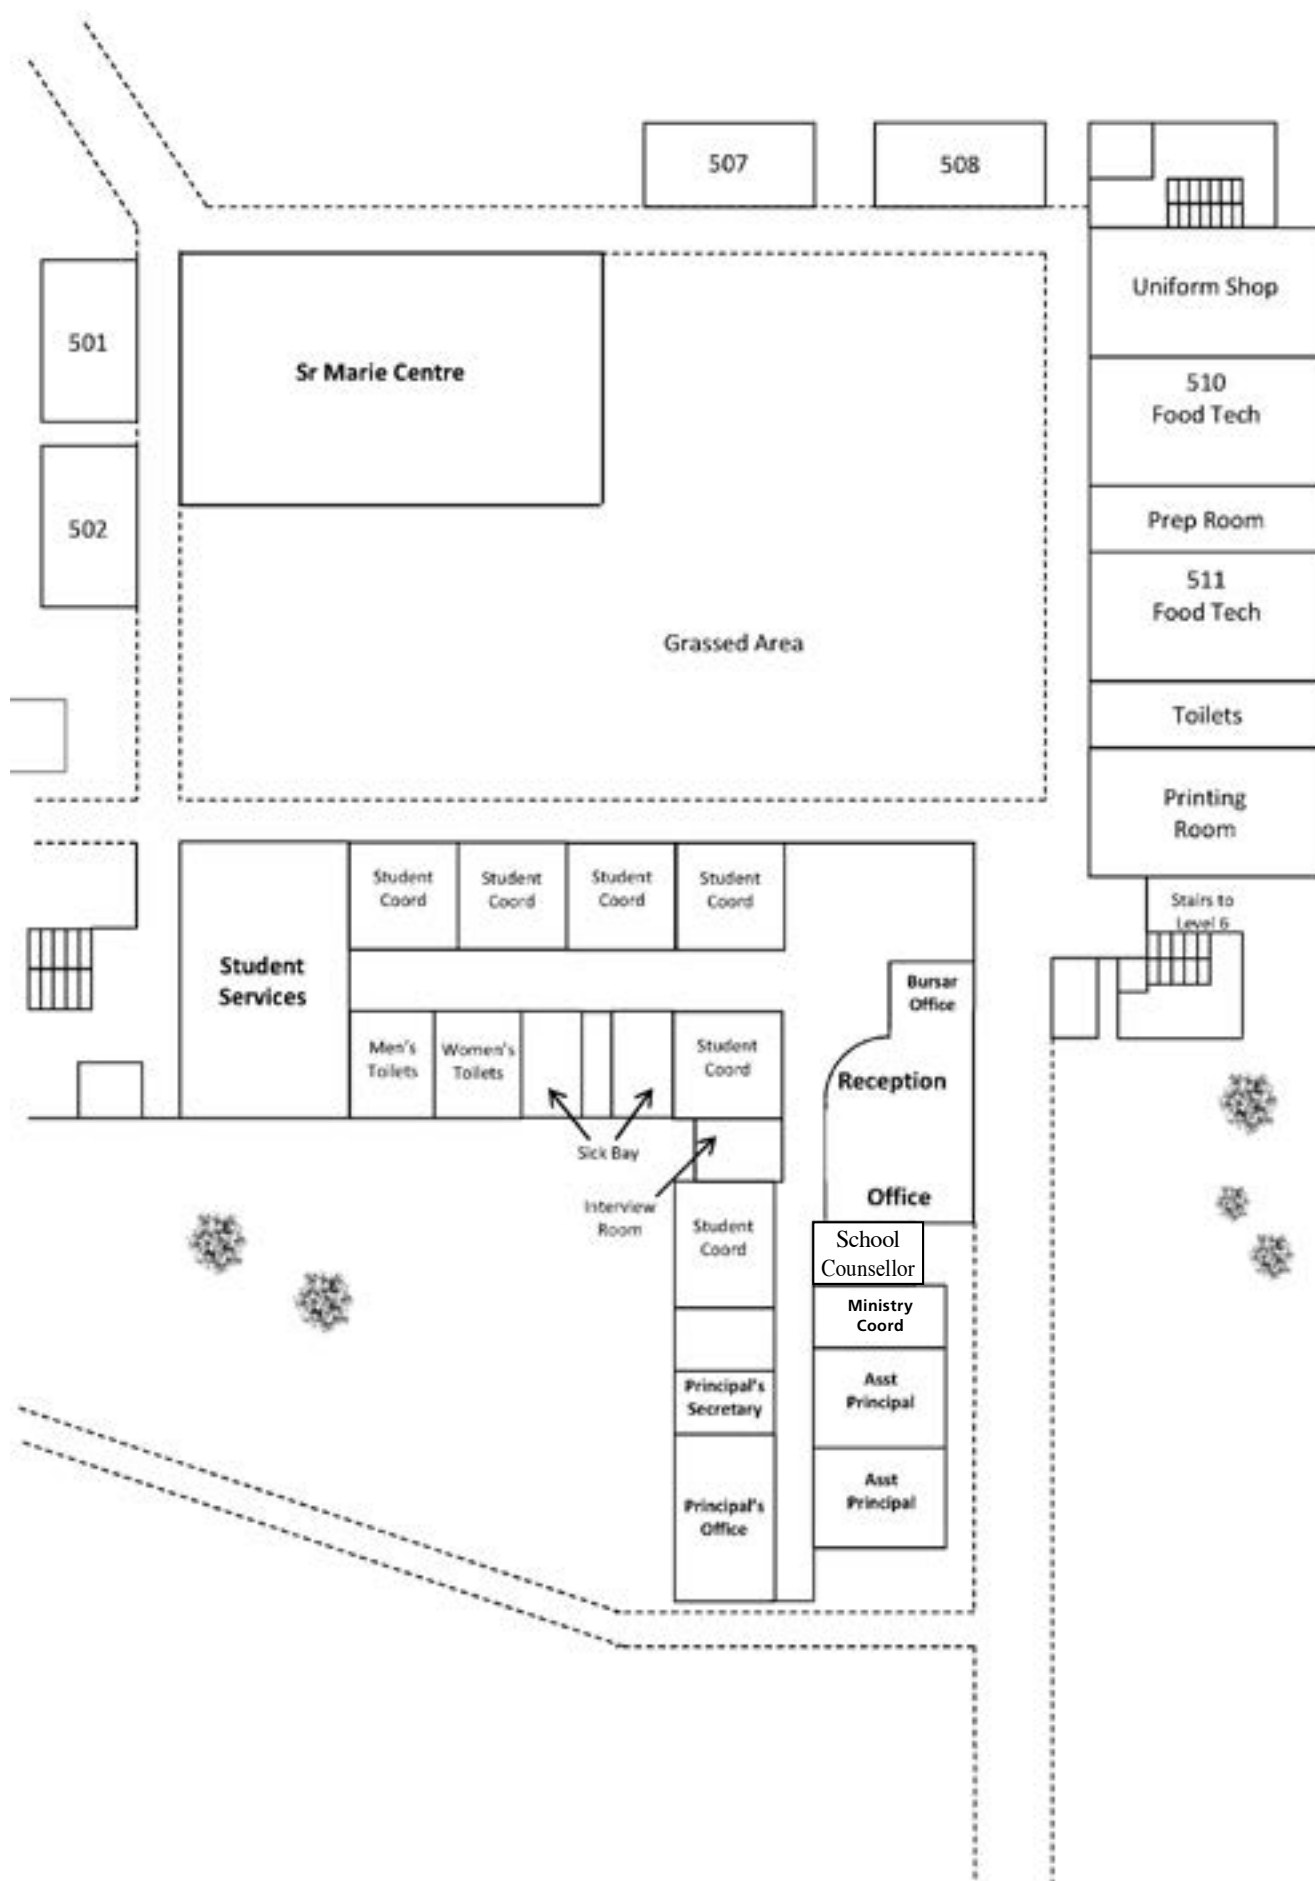 507
508
Uniform Shop
501
Sr Marie Centre
510
Food Tech
502
Prep Room
511
Food Tech
Grassed Area
Toilets
Printing
Room
Student
Coord
Student
Coord
Student
Coord
Student
Coord
Stairs to
Level 6
Student
Services
Bursar
Office
Men's
Toilets
Women's
Toilets
Student
Coord
Reception
Sick Bay
Interview
Room
Office
Student
Coord
School
Counsellor
Ministry
Coord
Principal's
Secretary
Asst
Principal
Principal's
Office
Asst
Principal